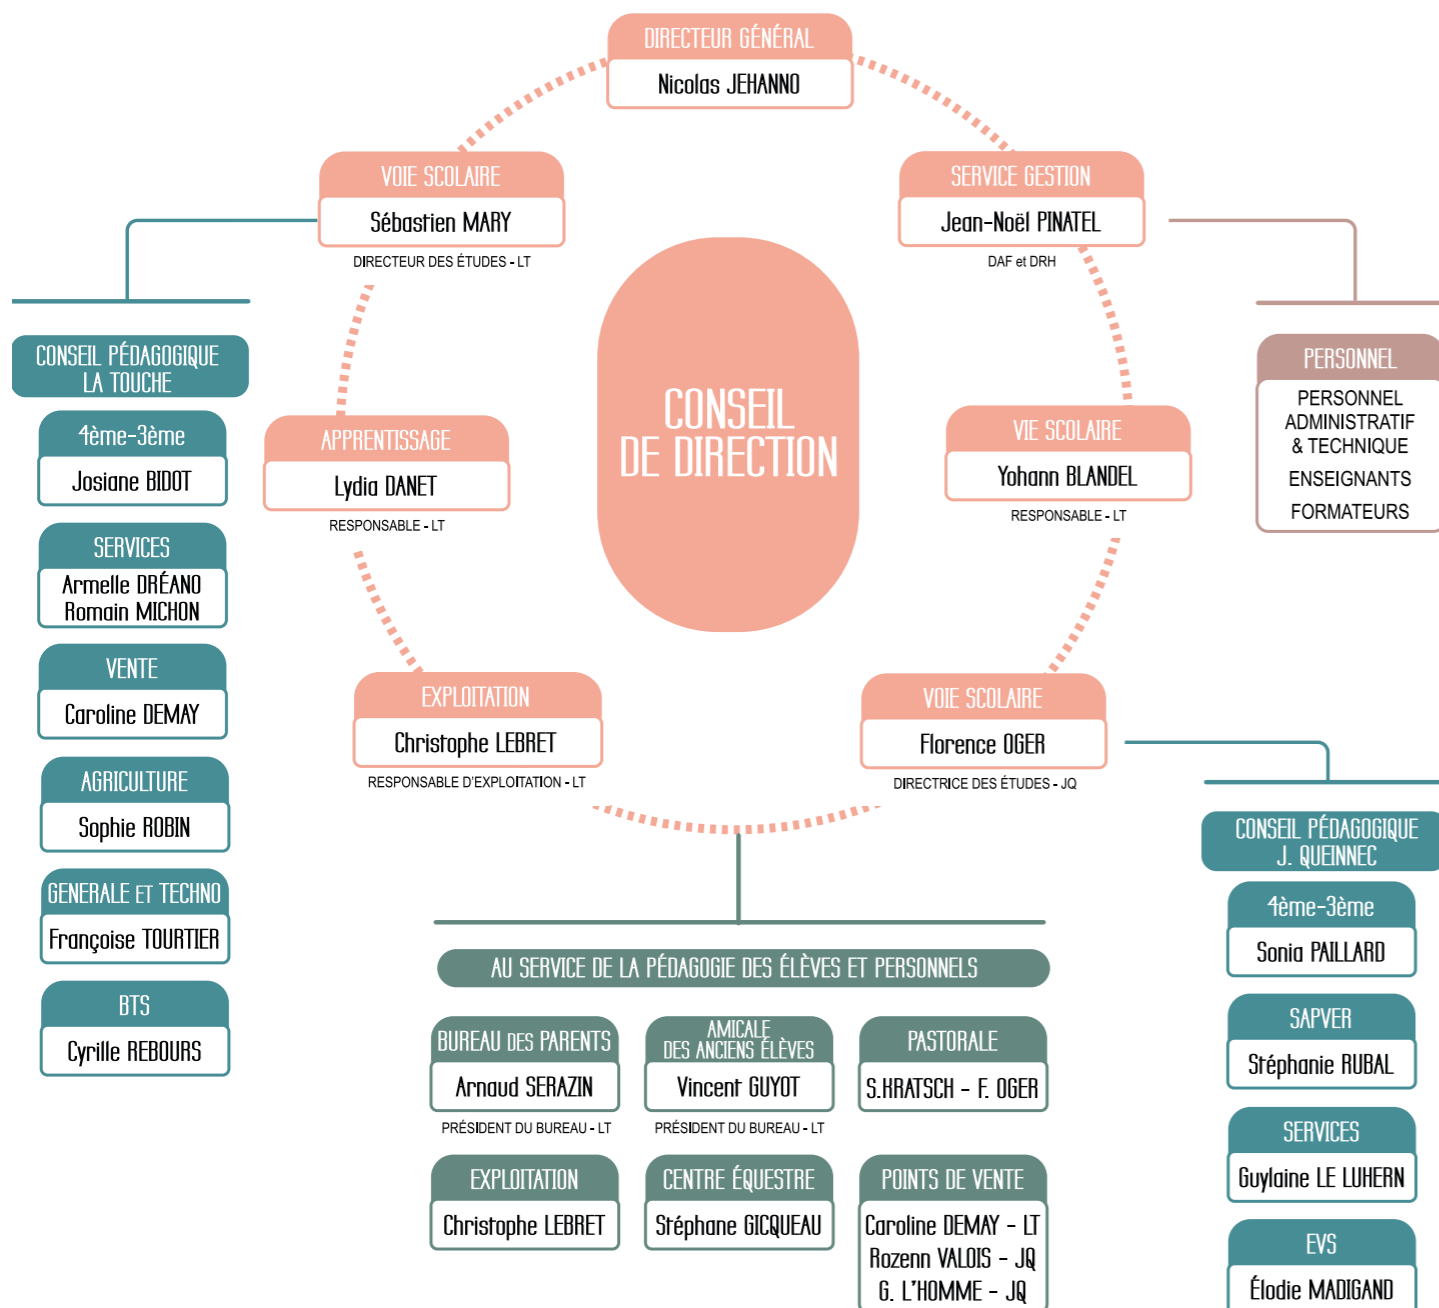 DIRECTEUR GÉNÉRAL
Nicolas JEHANNO
VOIE SCOLAIRE
Sébastien MARY
DIRECTEUR DES ÉTUDES - LT
SERVICE GESTION
Jean-Noël PINATEL
DAF et DRH
CONSEIL
DE DIRECTION
APPRENTISSAGE
Lydia DANET
RESPONSABLE - LT
VIE SCOLAIRE
Yohann BLANDEL
RESPONSABLE - LT
EXPLOITATION
Christophe LEBRET
RESPONSABLE D'EXPLOITATION - LT
VOIE SCOLAIRE
Florence OGER
DIRECTRICE DES ÉTUDES - JQ
PERSONNEL
PERSONNEL
ADMINISTRATIF
& TECHNIQUE
ENSEIGNANTS
FORMATEURS
CONSEIL PÉDAGOGIQUE
LA TOUCHE
4ème-3ème
Josiane BIDOT
SERVICES
Armelle DRÉANO
Romain MICHON
VENTE
Caroline DEMAY
AGRICULTURE
Sophie ROBIN
GENERALE ET TECHNO
Françoise TOURTIER
BTS
Cyrille REBOURS
AU SERVICE DE LA PÉDAGOGIE DES ÉLÈVES ET PERSONNELS
BUREAU DES PARENTS
Arnaud SERAZIN
PRÉSIDENT DU BUREAU - LT
AMICALE
DES ANCIENS ÉLÈVES
Vincent GUYOT
PRÉSIDENT DU BUREAU - LT
PASTORALE
S.KRATSCH - F. OGER
EXPLOITATION
Christophe LEBRET
CENTRE ÉQUESTRE
Stéphane GICQUEAU
POINTS DE VENTE
Caroline DEMAY - LT
Rozenn VALOIS - JQ
G. L'HOMME - JQ
CONSEIL PÉDAGOGIQUE
J. QUEINNEC
4ème-3ème
Sonia PAILLARD
SAPVER
Stéphanie RUBAL
SERVICES
Guylaine LE LUHERN
EVS
Élodie MADIGAND